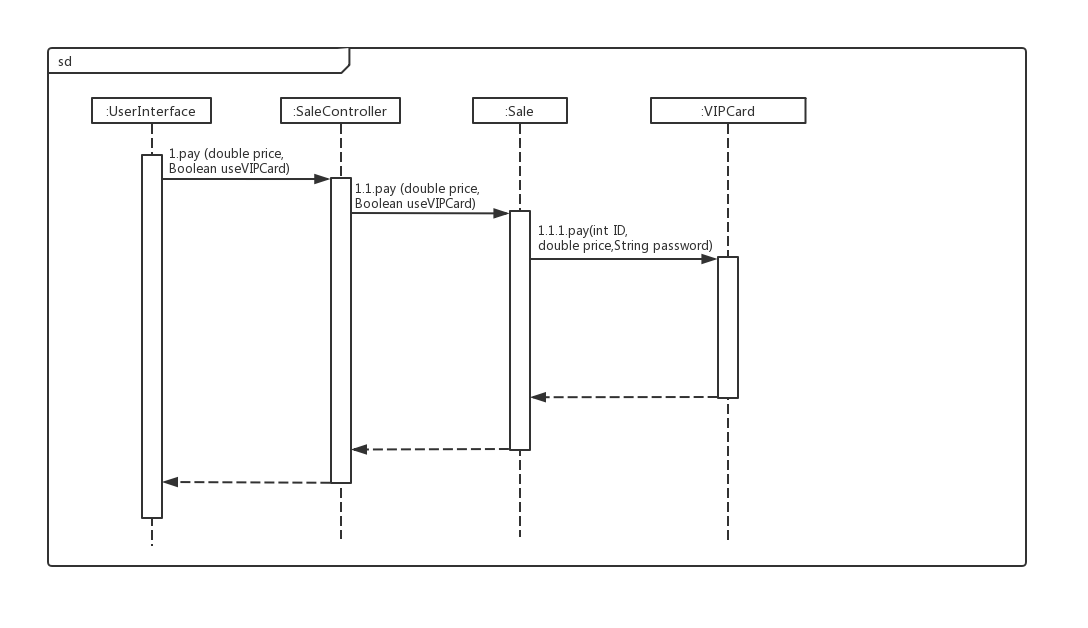 sd
:UserInterface
:SaleController
:Sale
:VIPCard
1.pay (double price,
Boolean useVIPCard)
1.1.pay (double price,
Boolean useVIPCard)
1.1.1.pay(int ID,
double price,String password)